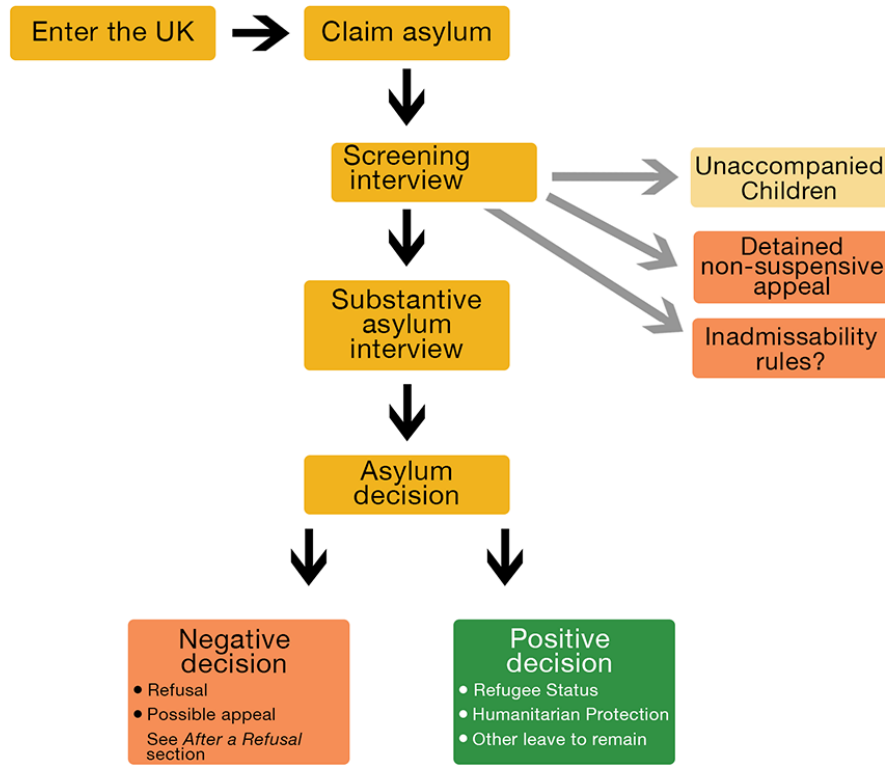 Enter the UK
Claim asylum
Screening
interview
Unaccompanied
Children
Detained
non-suspensive
appeal
Inadmissability
rules?
Substantive
asylum
interview
Asylum
decision
Negative
decision
• Refusal
• Possible appeal
See After a Refusal
section
Positive
decision
• Refugee Status
• Humanitarian Protection
• Other leave to remain